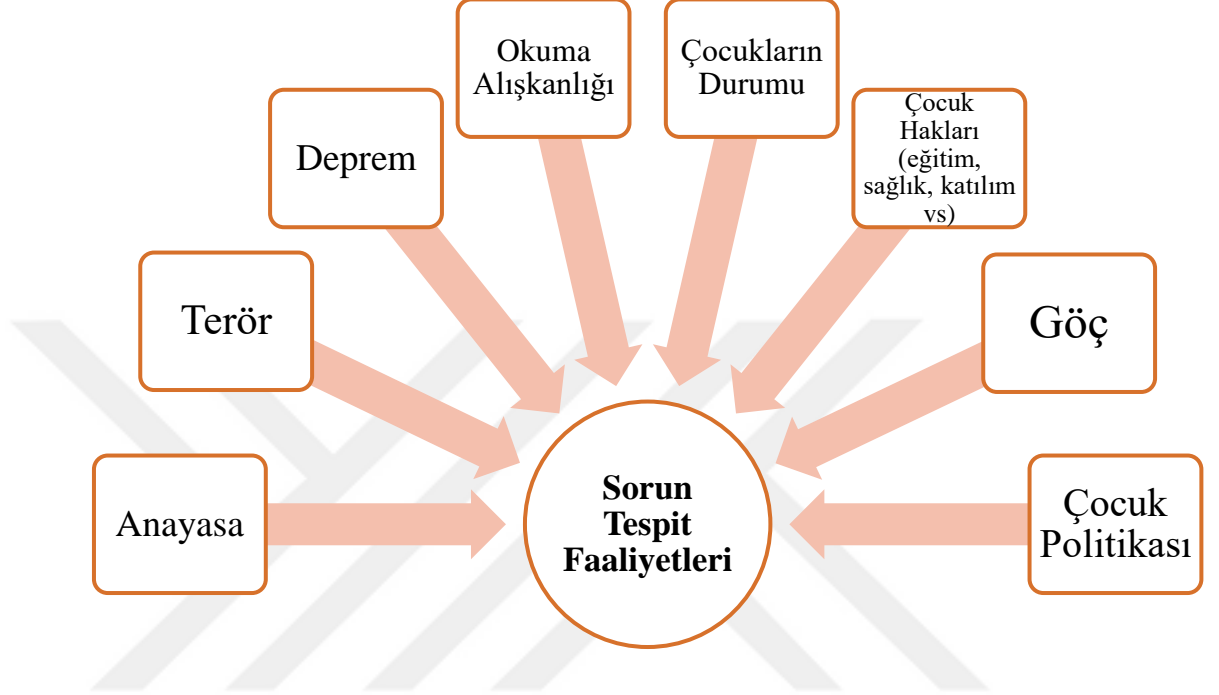 Okuma
Alışkanlığı
Çocukların
Durumu
Çocuk
Hakları
(eğitim,
sağlık, katılım
vs)
Deprem
Terör
Göç
Anayasa
Sorun
Tespit
Faaliyetleri
Çocuk
Politikası